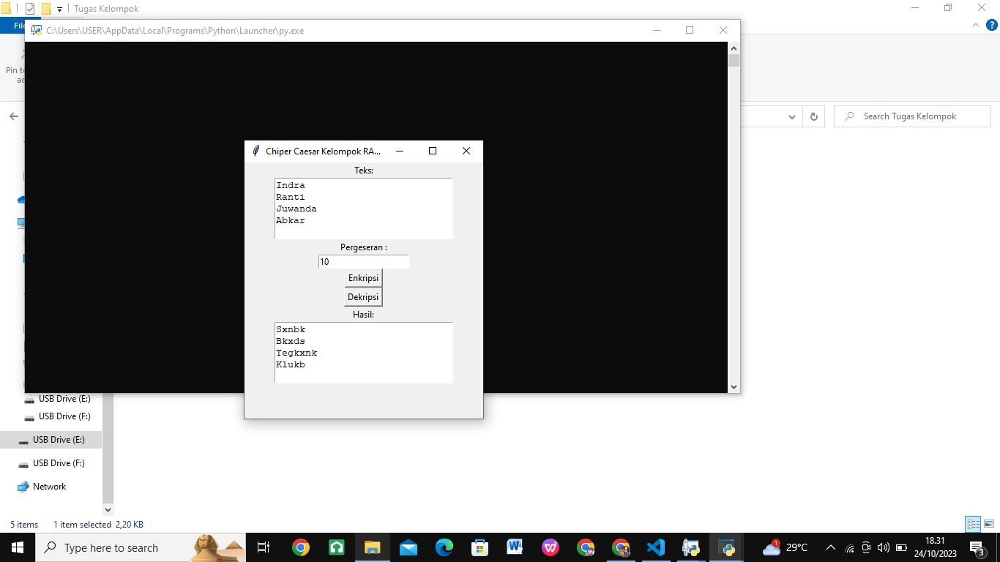 Tugas Kelompok
C:\Users\USER\AppData\Local\Programs\Python\Launcher\py.exe
Search Tugas Kelompok
Chiper Caesar Kelompok RA...
Teks:
Indra
Ranti
Juwanda
Abkar
Pergeseran :
10
Enkripsi
Dekripsi
Hasil:
Sxnbk
Bkxds
Tegkxnk
Klukb
USB Drive (E:)
USB Drive (F:)
USB Drive (E:)
USB Drive (F:)
Network
5 items 1 item selected 2,20 KB
Type here to search
29°C
18.31
24/10/2023
3